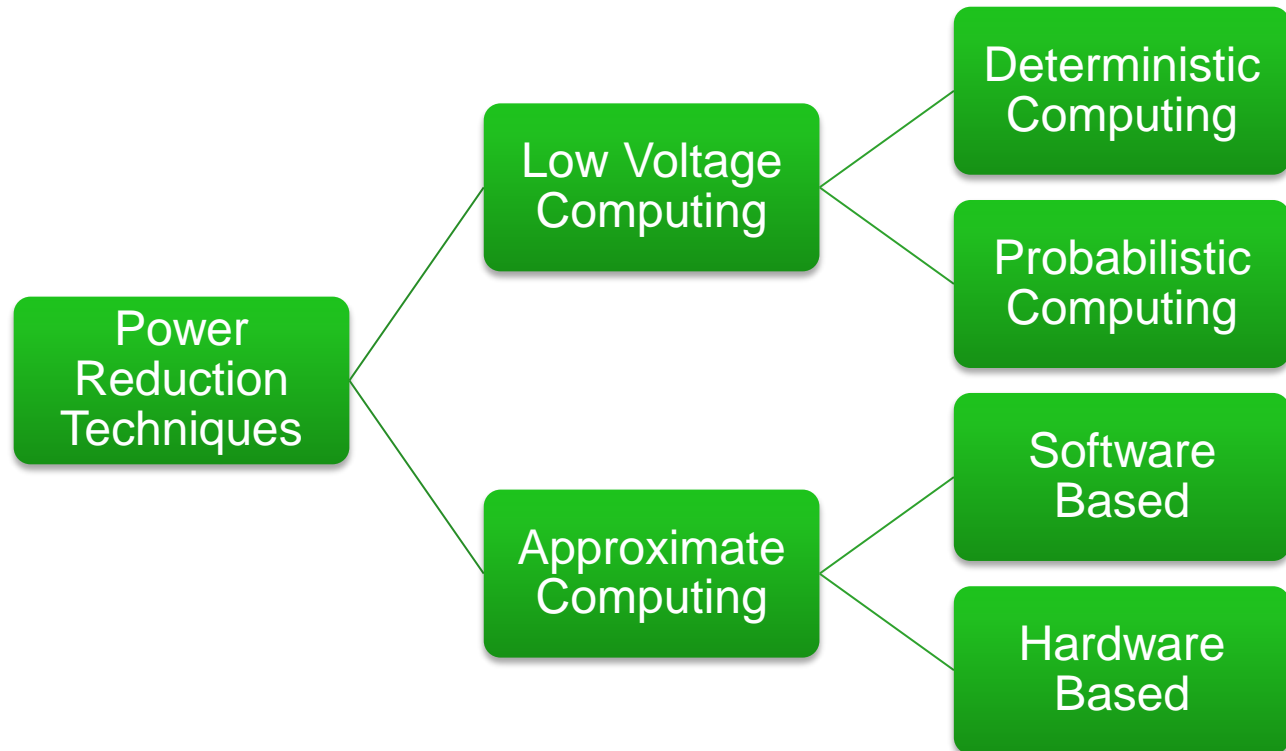 Power
Reduction
Techniques
Low Voltage
Computing
Deterministic
Computing
Probabilistic
Computing
Approximate
Computing
Software
Based
Hardware
Based